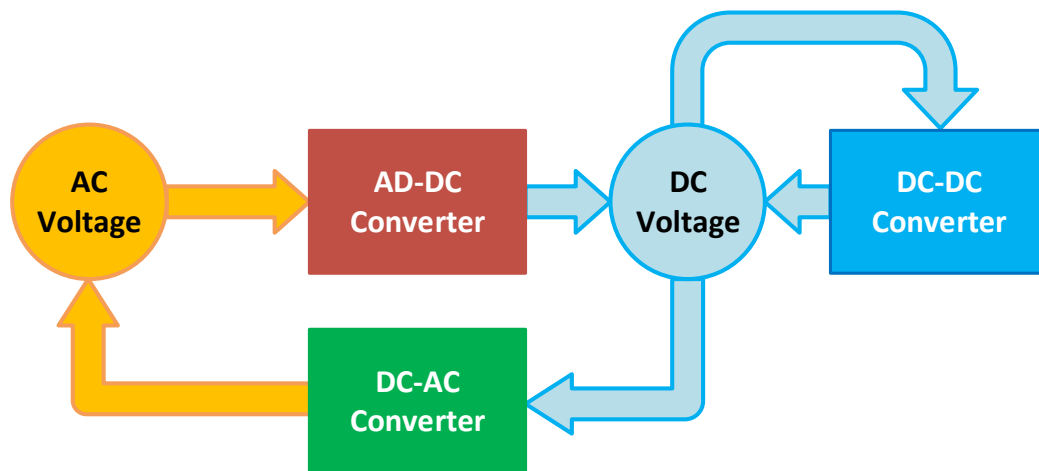 AC
Voltage
AD-DC
Converter
DC
Voltage
DC-DC
Converter
DC-AC
Converter